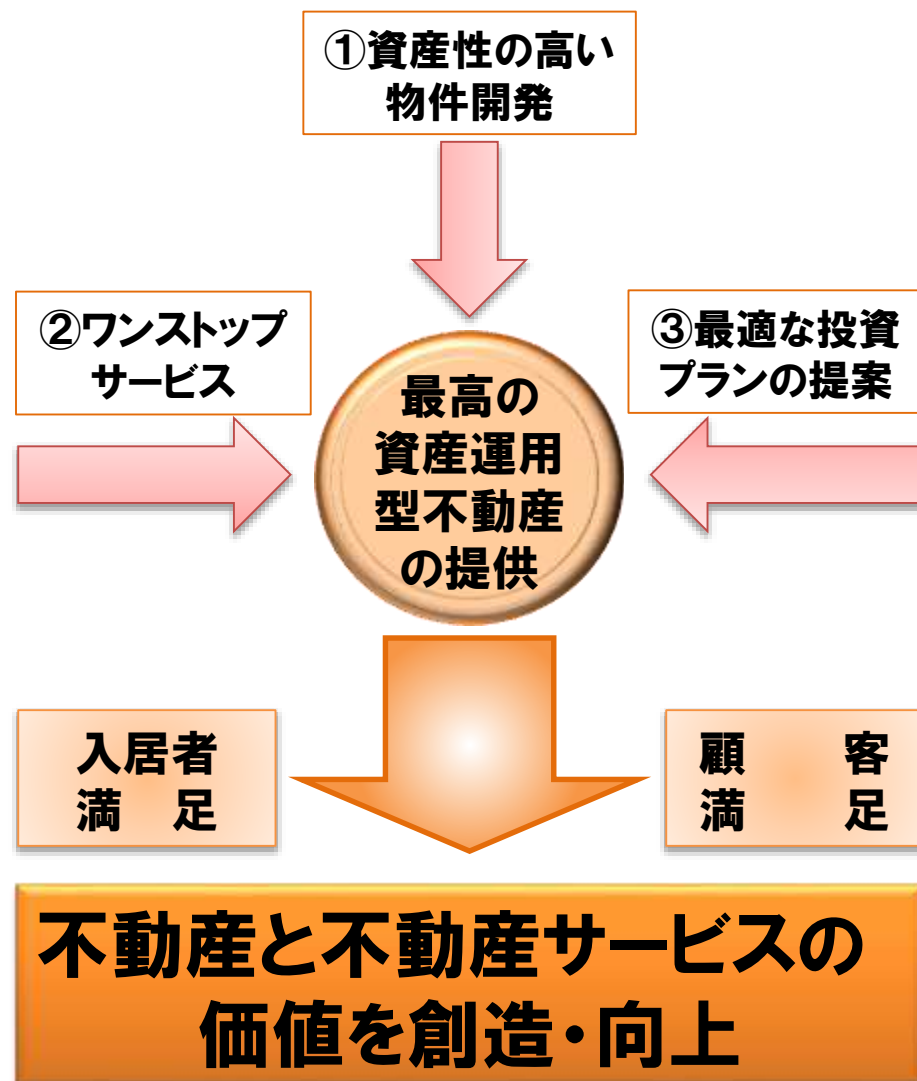 ①資産性の高い
物件開発
②ワンストップ
サービス
③最適な投資
プランの提案
最高の
資産運用
型不動産
の提供
入居者
満　足
顧　　客
満　　足
不動産と不動産サービスの
価値を創造・向上